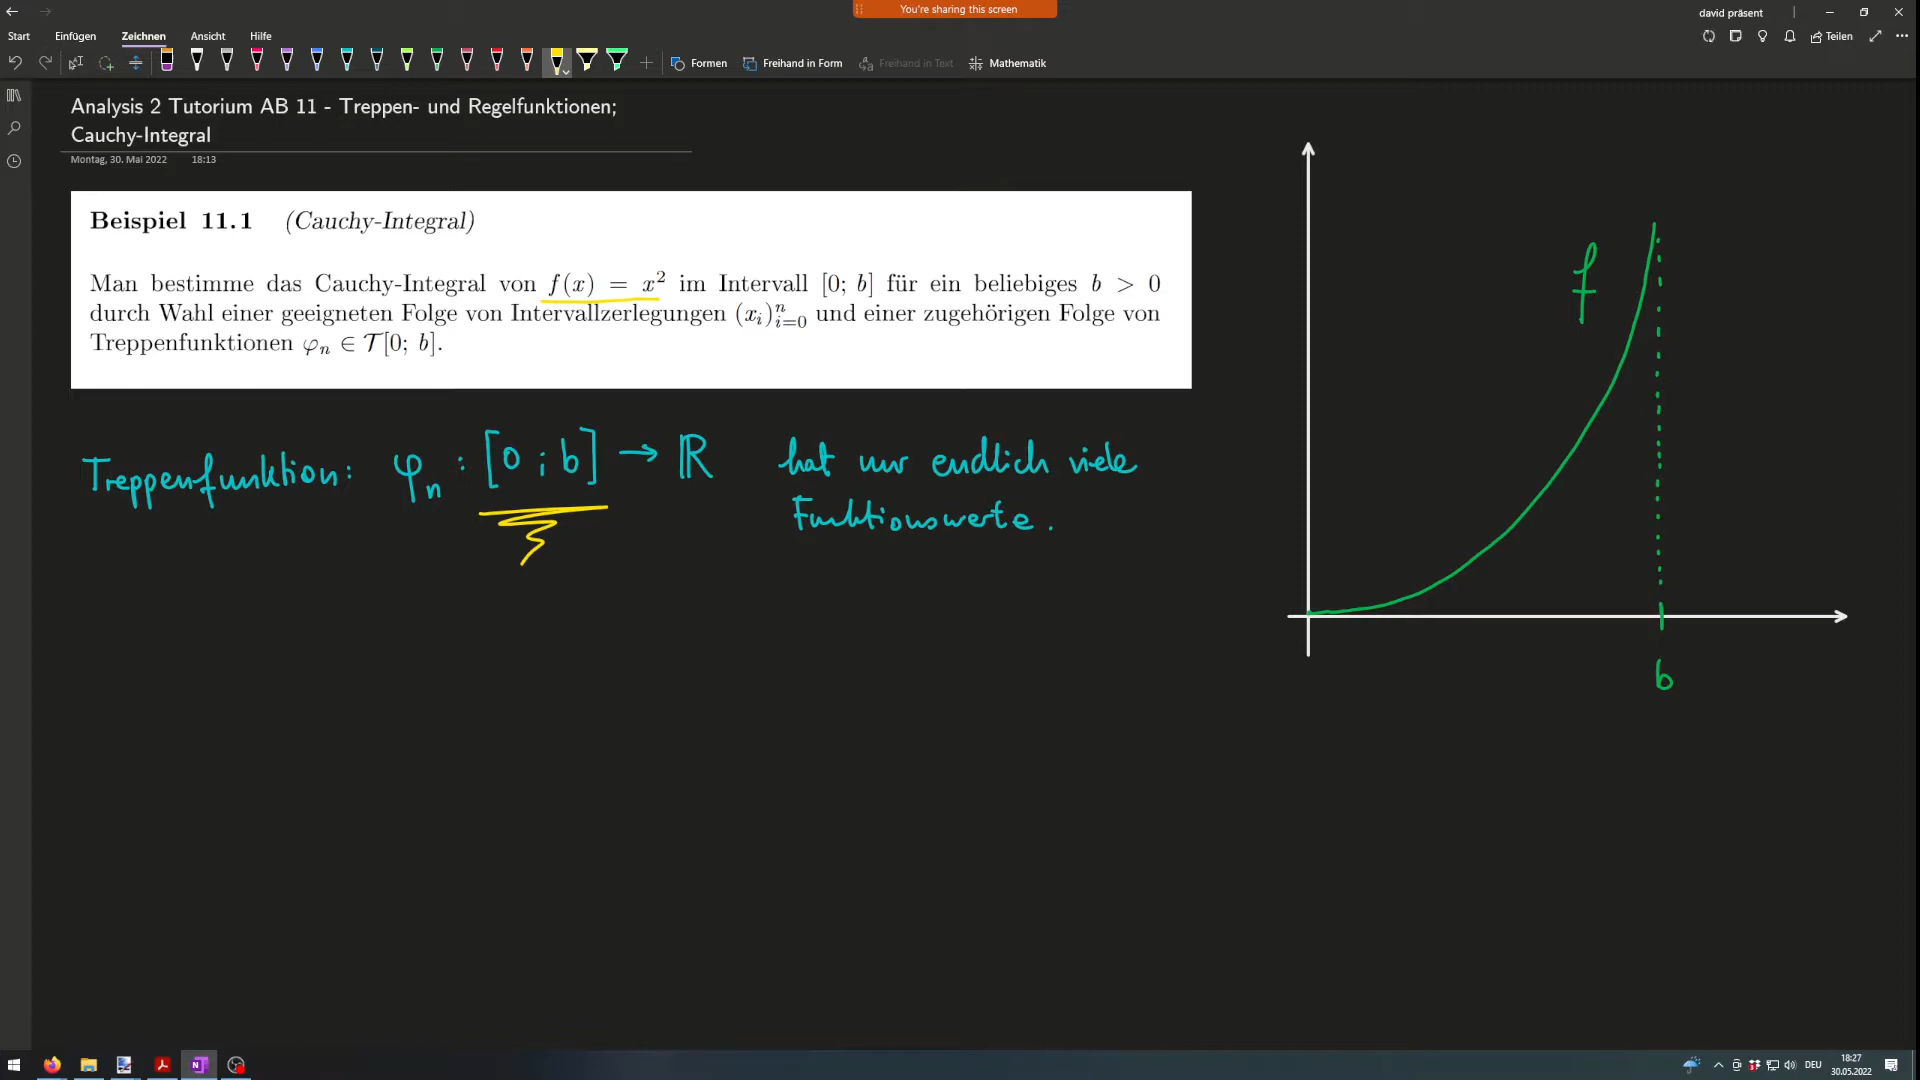 You're sharing this screen
david präsent
Start Einfügen Zeichnen Ansicht Hilfe
Teilen
Formen Freihand in Form Freihand in Text Mathematik
Analysis 2 Tutorium AB 11 - Treppen- und Regelfunktionen;
Cauchy-Integral
Montag, 30. Mai 2022 18:13
Beispiel 11.1 (Cauchy-Integral)
Man bestimme das Cauchy-Integral von f(x) = x² im Intervall [0; b] für ein beliebiges b > 0
durch Wahl einer geeigneten Folge von Intervallzerlegungen (xᵢ)ⁿᵢ₌₀ und einer zugehörigen Folge von
Treppenfunktionen φₙ ∈ 𝒯[0; b].
Treppenfunktion: φₙ : [0 ; b] → ℝ hat nur endlich viele
Funktionswerte.
f
b
DEU
18:27
30.05.2022